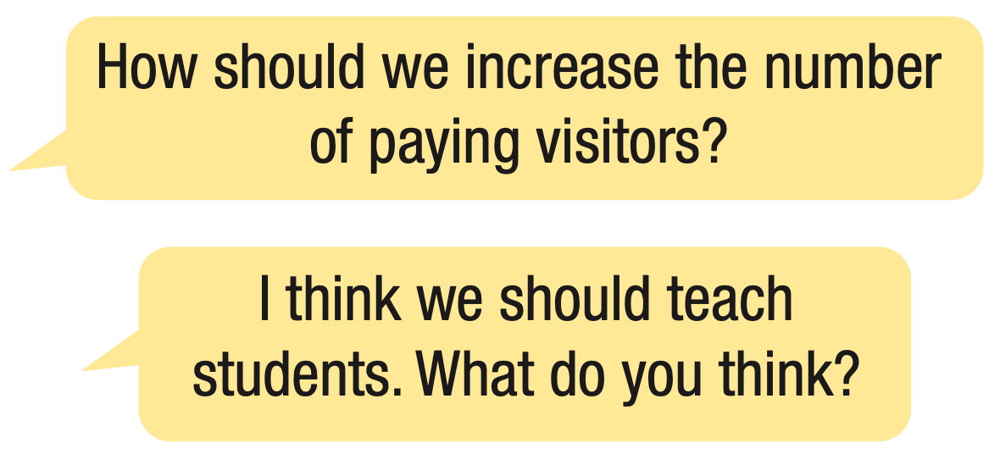 How should we increase the number
of paying visitors?
I think we should teach
students. What do you think?